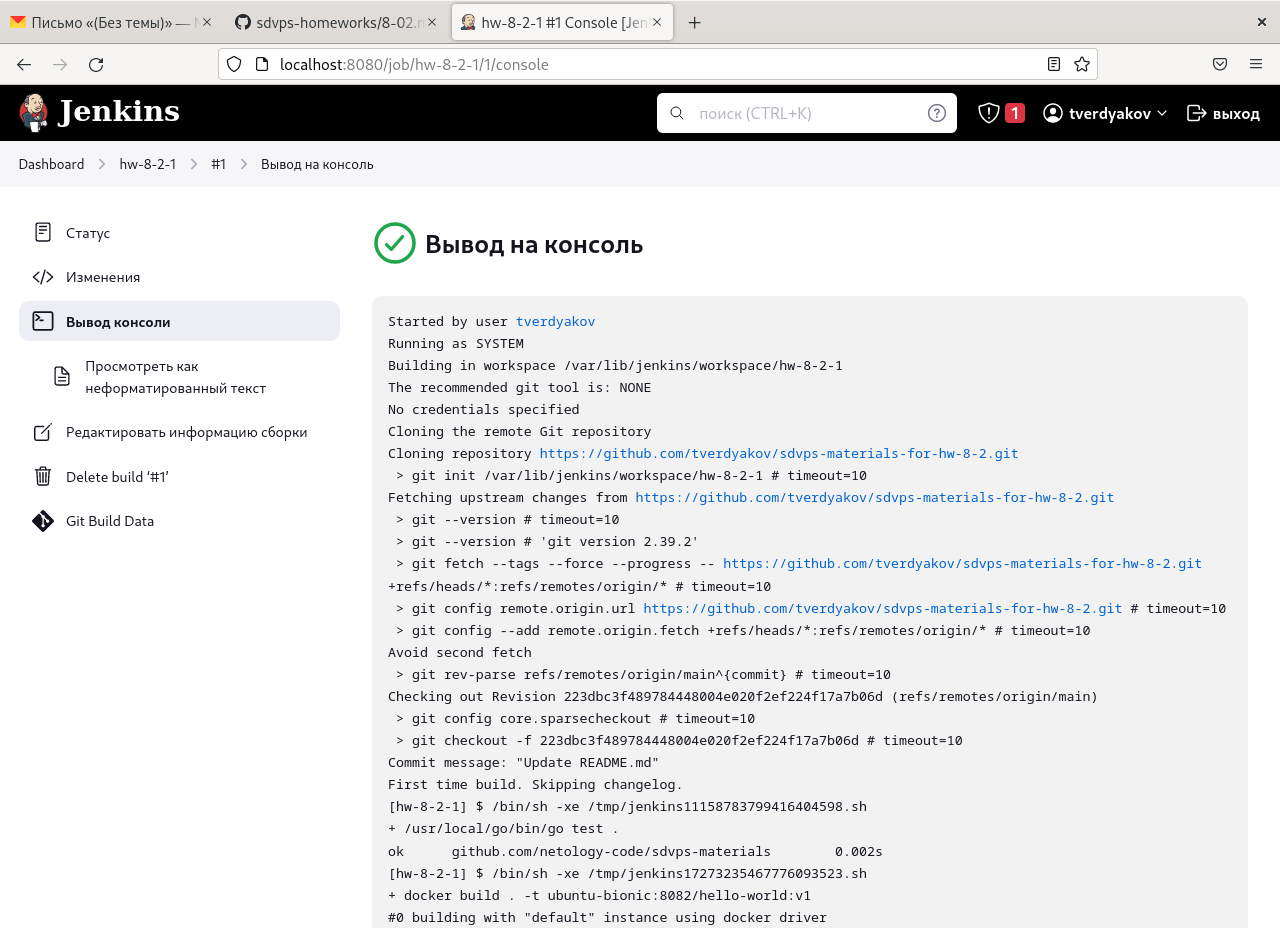 Письмо «(Без темы)» —
sdvps-homeworks/8-02.m
hw-8-2-1 #1 Console [Jen
localhost:8080/job/hw-8-2-1/1/console
Jenkins
поиск (CTRL+K)
1
tverdyakov
выход
Dashboard
hw-8-2-1
#1
Вывод на консоль
Статус
Изменения
Вывод консоли
Просмотреть как
неформатированный текст
Редактировать информацию сборки
Delete build ‘#1’
Git Build Data
Вывод на консоль
Started by user tverdyakov
Running as SYSTEM
Building in workspace /var/lib/jenkins/workspace/hw-8-2-1
The recommended git tool is: NONE
No credentials specified
Cloning the remote Git repository
Cloning repository https://github.com/tverdyakov/sdvps-materials-for-hw-8-2.git
> git init /var/lib/jenkins/workspace/hw-8-2-1 # timeout=10
Fetching upstream changes from https://github.com/tverdyakov/sdvps-materials-for-hw-8-2.git
> git --version # timeout=10
> git --version # 'git version 2.39.2'
> git fetch --tags --force --progress -- https://github.com/tverdyakov/sdvps-materials-for-hw-8-2.git
+refs/heads/*:refs/remotes/origin/* # timeout=10
> git config remote.origin.url https://github.com/tverdyakov/sdvps-materials-for-hw-8-2.git # timeout=10
> git config --add remote.origin.fetch +refs/heads/*:refs/remotes/origin/* # timeout=10
Avoid second fetch
> git rev-parse refs/remotes/origin/main^{commit} # timeout=10
Checking out Revision 223dbc3f489784448004e020f2ef224f17a7b06d (refs/remotes/origin/main)
> git config core.sparsecheckout # timeout=10
> git checkout -f 223dbc3f489784448004e020f2ef224f17a7b06d # timeout=10
Commit message: "Update README.md"
First time build. Skipping changelog.
[hw-8-2-1] $ /bin/sh -xe /tmp/jenkins11158783799416404598.sh
+ /usr/local/go/bin/go test .
ok github.com/netology-code/sdvps-materials 0.002s
[hw-8-2-1] $ /bin/sh -xe /tmp/jenkins17273235467776093523.sh
+ docker build . -t ubuntu-bionic:8082/hello-world:v1
#0 building with "default" instance using docker driver